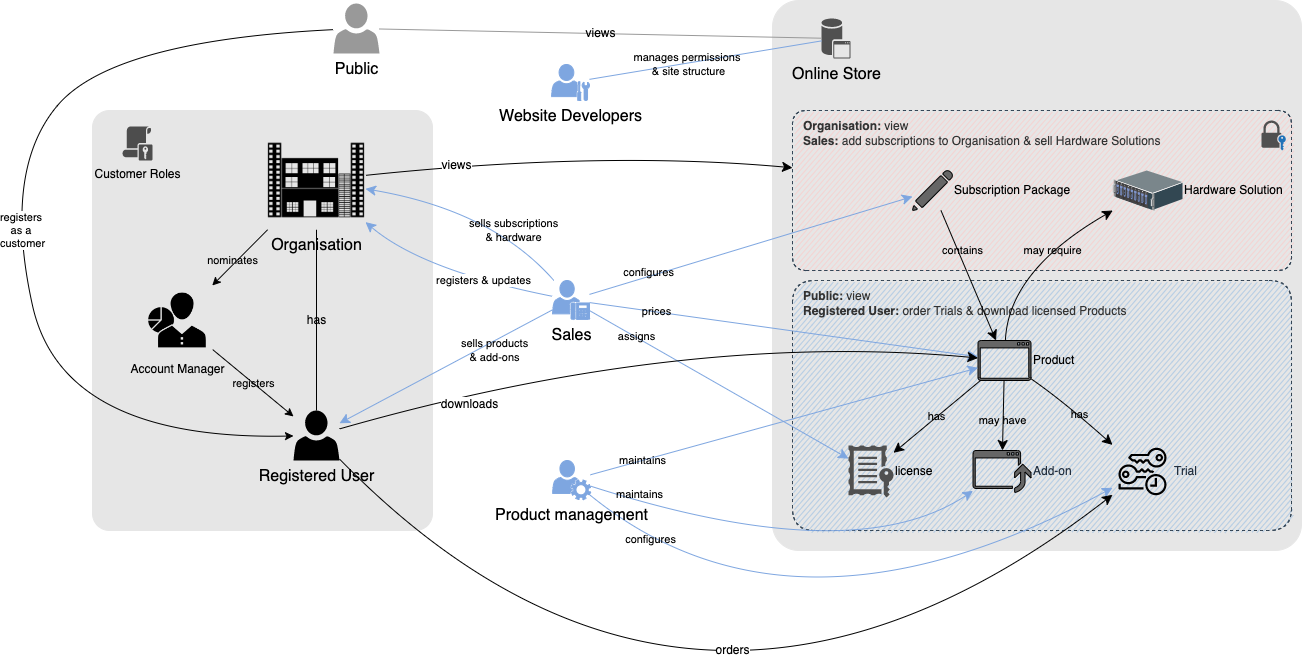 views
Public
Online Store
manages permissions
& site structure
Website Developers
Organisation: view
Sales: add subscriptions to Organisation & sell Hardware Solutions
Customer Roles
views
Subscription Package
Hardware Solution
registers
as a
customer
Organisation
sells subscriptions
& hardware
contains
may require
nominates
configures
registers & updates
Public: view
Registered User: order Trials & download licensed Products
has
prices
Sales
assigns
sells products
& add-ons
Product
Account Manager
registers
downloads
has
may have
has
Registered User
maintains
license
Add-on
Trial
maintains
Product management
configures
orders